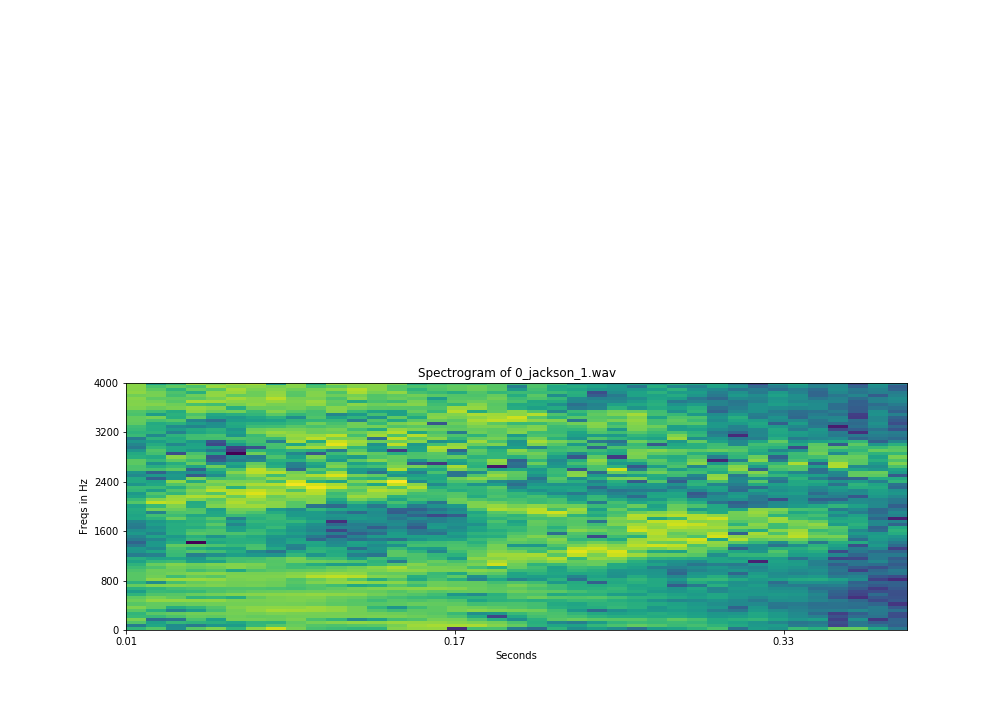 Spectrogram of 0_jackson_1.wav
4000
3200
2400
1600
800
0
Freqs in Hz
0.01 0.17 0.33
Seconds